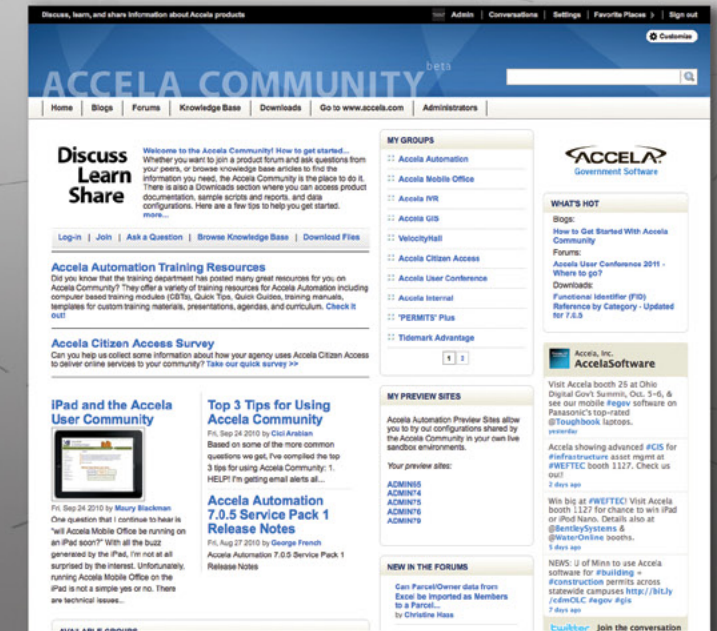 Discuss, learn, and share information about Accela products
Admin | Conversations | Settings | Favorite Places > | Sign out
Customize
ACCELA COMMUNITY beta
Home | Blogs | Forums | Knowledge Base | Downloads | Go to www.accela.com | Administrators
Discuss
Learn
Share
Welcome to the Accela Community! How to get started...
Whether you want to join a product forum and ask questions from
your peers, or browse knowledge base articles to find the
information you need, the Accela Community is the place to do it.
There is also a Downloads section where you can access product
documentation, sample scripts and reports, and data
configurations. Here are a few tips to help you get started.
more...
Log-in | Join | Ask a Question | Browse Knowledge Base | Download Files
Accela Automation Training Resources
Did you know that the training department has posted many great resources for you on
Accela Community? They offer a variety of training resources for Accela Automation including
computer based training modules (CBTs), Quick Tips, Quick Guides, training manuals,
templates for custom training materials, presentations, agendas, and curriculum. Check it
out!
Accela Citizen Access Survey
Can you help us collect some information about how your agency uses Accela Citizen Access
to deliver online services to your community? Take our quick survey >>
iPad and the Accela
User Community
Fri, Sep 24 2010 by Maury Blackman
One question that I continue to hear is
"will Accela Mobile Office be running on
an iPad soon?" With all the buzz
generated by the iPad, I'm not at all
surprised by the interest. Unfortunately,
running Accela Mobile Office on the
iPad is not a simple yes or no. There
are technical issues...
Top 3 Tips for Using
Accela Community
Fri, Sep 24 2010 by Cici Arabian
Based on some of the more common
questions we get, I've compiled the top
3 tips for using Accela Community: 1.
HELP! I'm getting email alerts all...
Accela Automation
7.0.5 Service Pack 1
Release Notes
Fri, Aug 27 2010 by George French
Accela Automation 7.0.5 Service Pack 1
Release Notes
AVAILABLE GROUPS
MY GROUPS
Accela Automation
Accela Mobile Office
Accela IVR
Accela GIS
VelocityHall
Accela Citizen Access
Accela User Conference
Accela Internal
'PERMITS' Plus
Tidemark Advantage
1 2
MY PREVIEW SITES
Accela Automation Preview Sites allow
you to try out configurations shared by
the Accela Community in your own live
sandbox environments.
Your preview sites:
ADMIN65
ADMIN74
ADMIN75
ADMIN76
ADMIN79
NEW IN THE FORUMS
Can Parcel/Owner data from
Excel be imported as Members
to a Parcel...
by Christine Hass
ACCELA
Government Software
WHAT'S HOT
Blogs:
How to Get Started With Accela
Community
Forums:
Accela User Conference 2011 -
Where to go?
Downloads:
Functional Identifier (FID)
Reference by Category - Updated
for 7.0.5
Accela, Inc.
AccelaSoftware
Visit Accela booth 26 at Ohio
Digital Gov't Summit, Oct. 5-6, &
see our mobile #egov software on
Panasonic's top-rated
@Toughbook laptops.
yesterday
Accela showing advanced #GIS for
#infrastructure asset mgmt at
#WEFTEC booth 1127. Check us
out!
2 days ago
Win big at #WEFTEC! Visit Accela
booth 1127 for chance to win iPad
or iPod Nano. Details also at
@BentleySystems &
@WaterOnline booths.
5 days ago
NEWS: U of Minn to use Accela
software for #building +
#construction permits across
statewide campuses http://bit.ly
/cdmOLC #egov #gis
7 days ago
twitter Join the conversation